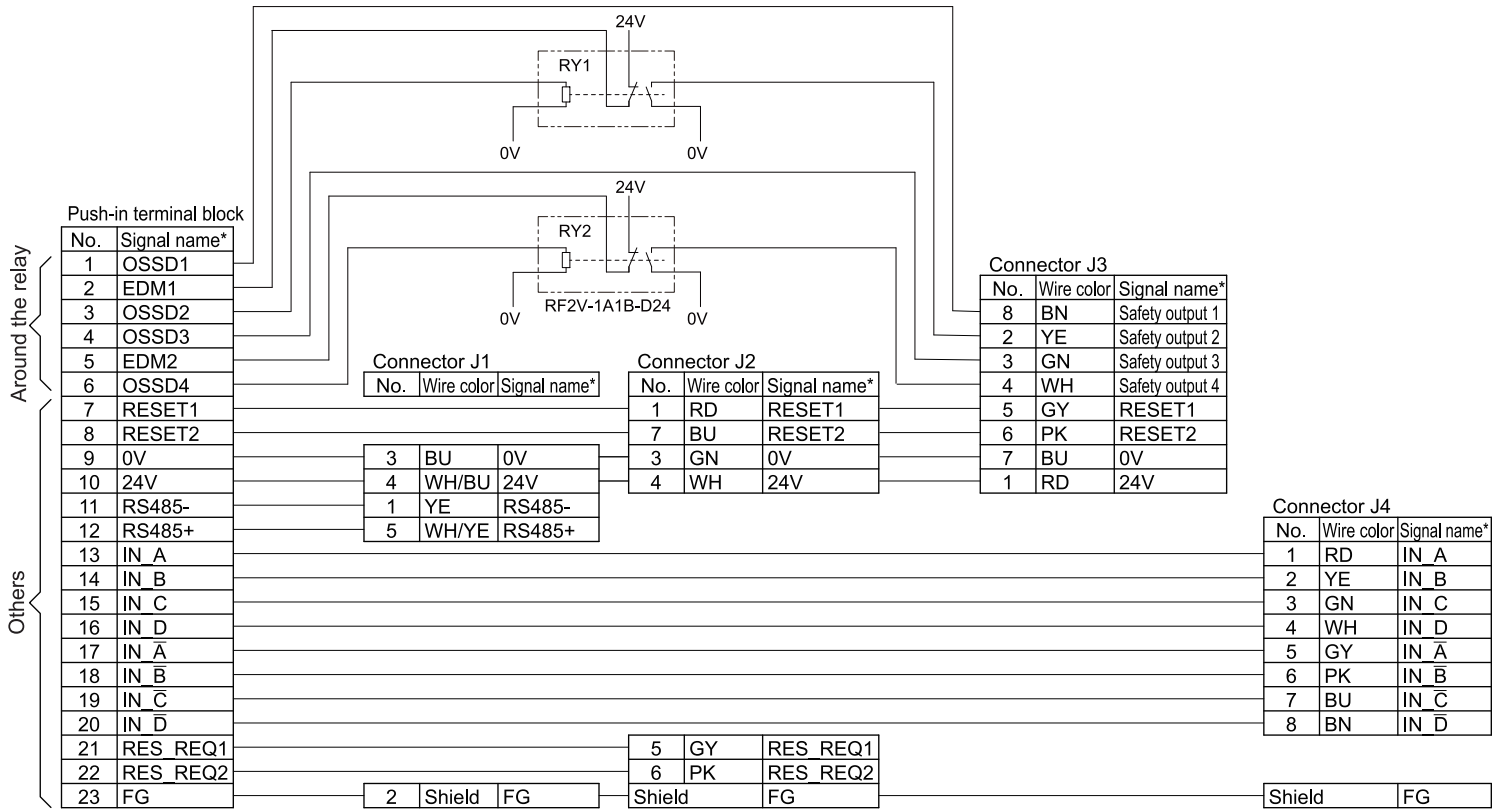 24V
RY1
0V 0V
24V
RY2
RF2V-1A1B-D24
0V 0V
Around the relay
Others
Push-in terminal block
No. Signal name*
1 OSSD1
2 EDM1
3 OSSD2
4 OSSD3
5 EDM2
6 OSSD4
7 RESET1
8 RESET2
9 0V
10 24V
11 RS485-
12 RS485+
13 IN_A
14 IN_B
15 IN_C
16 IN_D
17 IN_A̅
18 IN_B̅
19 IN_C̅
20 IN_D̅
21 RES_REQ1
22 RES_REQ2
23 FG
Connector J1
No. Wire color Signal name*
3 BU 0V
4 WH/BU 24V
1 YE RS485-
5 WH/YE RS485+
2 Shield FG
Connector J2
No. Wire color Signal name*
1 RD RESET1
7 BU RESET2
3 GN 0V
4 WH 24V
5 GY RES_REQ1
6 PK RES_REQ2
Shield FG
Connector J3
No. Wire color Signal name*
8 BN Safety output 1
2 YE Safety output 2
3 GN Safety output 3
4 WH Safety output 4
5 GY RESET1
6 PK RESET2
7 BU 0V
1 RD 24V
Connector J4
No. Wire color Signal name*
1 RD IN_A
2 YE IN_B
3 GN IN_C
4 WH IN_D
5 GY IN_A̅
6 PK IN_B̅
7 BU IN_C̅
8 BN IN_D̅
Shield FG